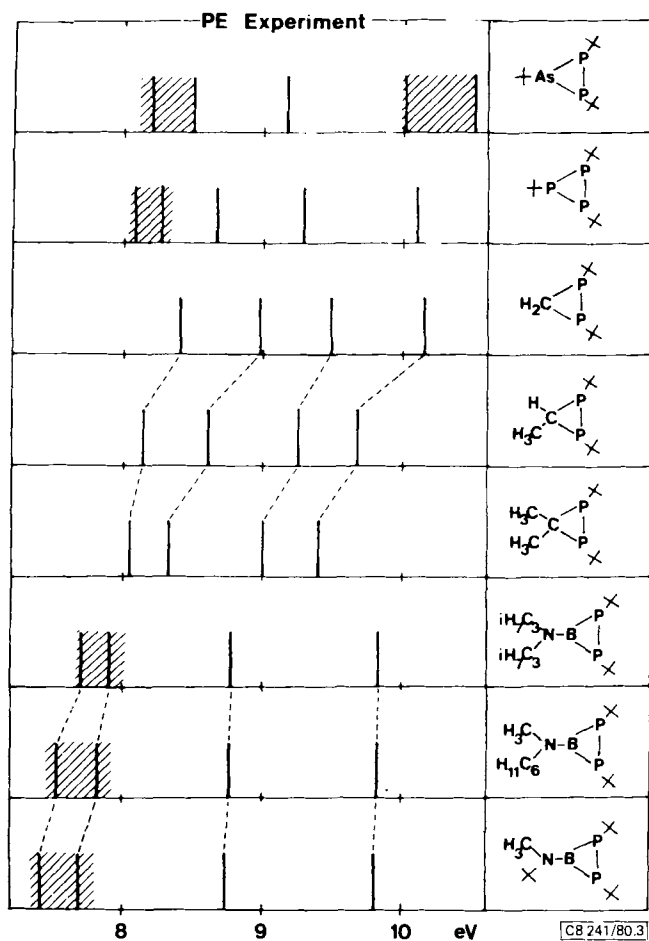 PE Experiment
As P P
P P P
H₂C P P
H P
C
H₃C P
H₃C P
C
H₃C P
iH₇C₃ P
N-B
iH₇C₃ P
H₃C P
N-B
H₁₁C₆ P
H₃C P
N-B
P
8 9 10 eV
C8 241/80.3